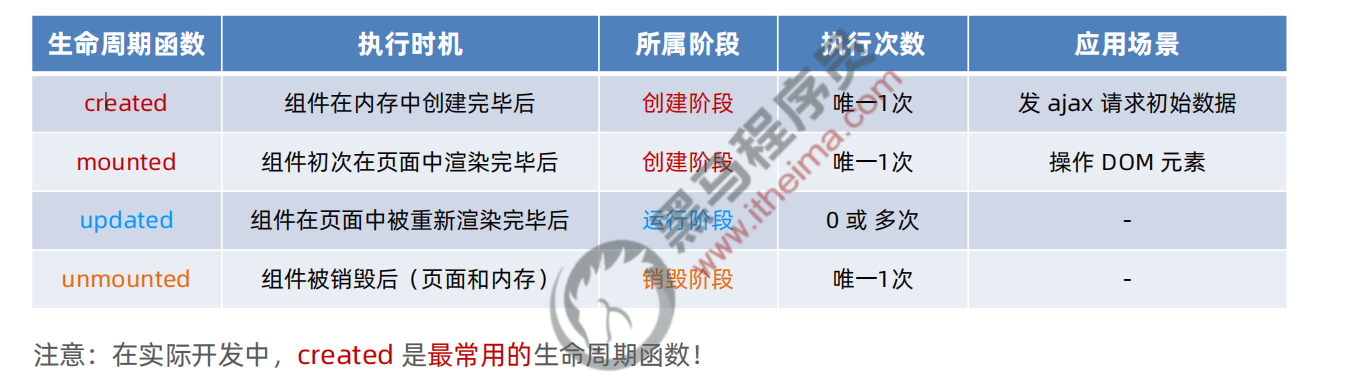 生命周期函数 执行时机 所属阶段 执行次数 应用场景
created 组件在内存中创建完毕后 创建阶段 唯一1次 发 ajax 请求初始数据
mounted 组件初次在页面中渲染完毕后 创建阶段 唯一1次 操作 DOM 元素
updated 组件在页面中被重新渲染完毕后 运行阶段 0 或 多次 -
unmounted 组件被销毁后（页面和内存） 销毁阶段 唯一1次 -
注意：在实际开发中，created 是最常用的生命周期函数！
黑马程序员
www.itheima.com